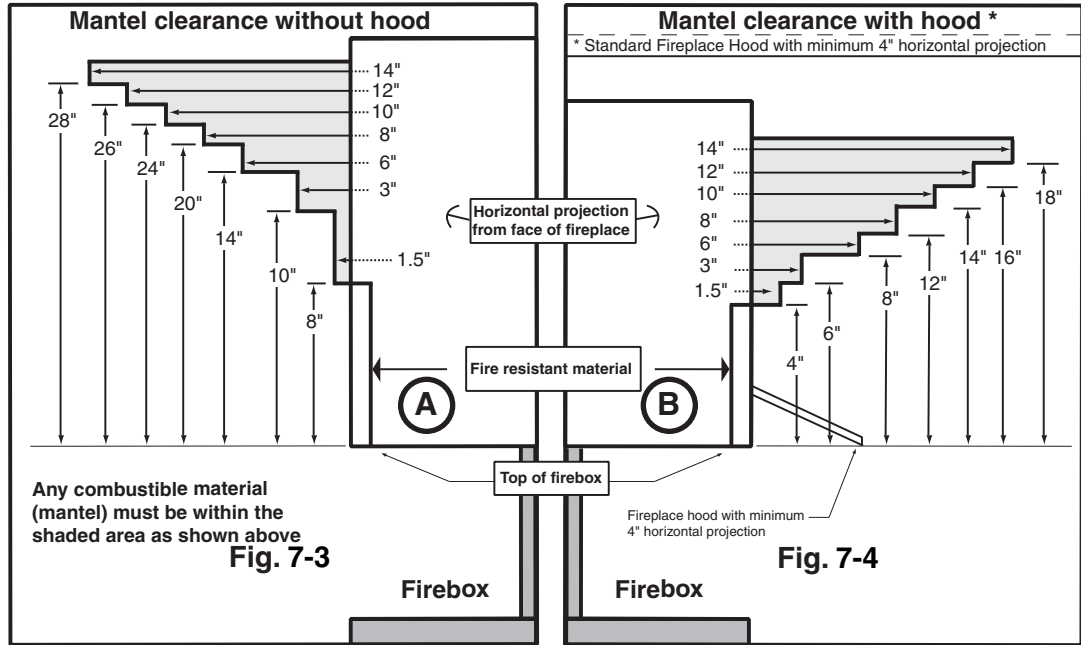 Mantel clearance without hood
14"
12"
10"
8"
6"
3"
1.5"
28"
26"
24"
20"
14"
10"
8"
Any combustible material
(mantel) must be within the
shaded area as shown above
Fig. 7-3
Firebox
A
Horizontal projection
from face of fireplace
Fire resistant material
Top of firebox
Mantel clearance with hood *
* Standard Fireplace Hood with minimum 4" horizontal projection
14"
12"
10"
8"
6"
3"
1.5"
4"
6"
8"
12"
14"
16"
18"
B
Fireplace hood with minimum
4" horizontal projection
Fig. 7-4
Firebox